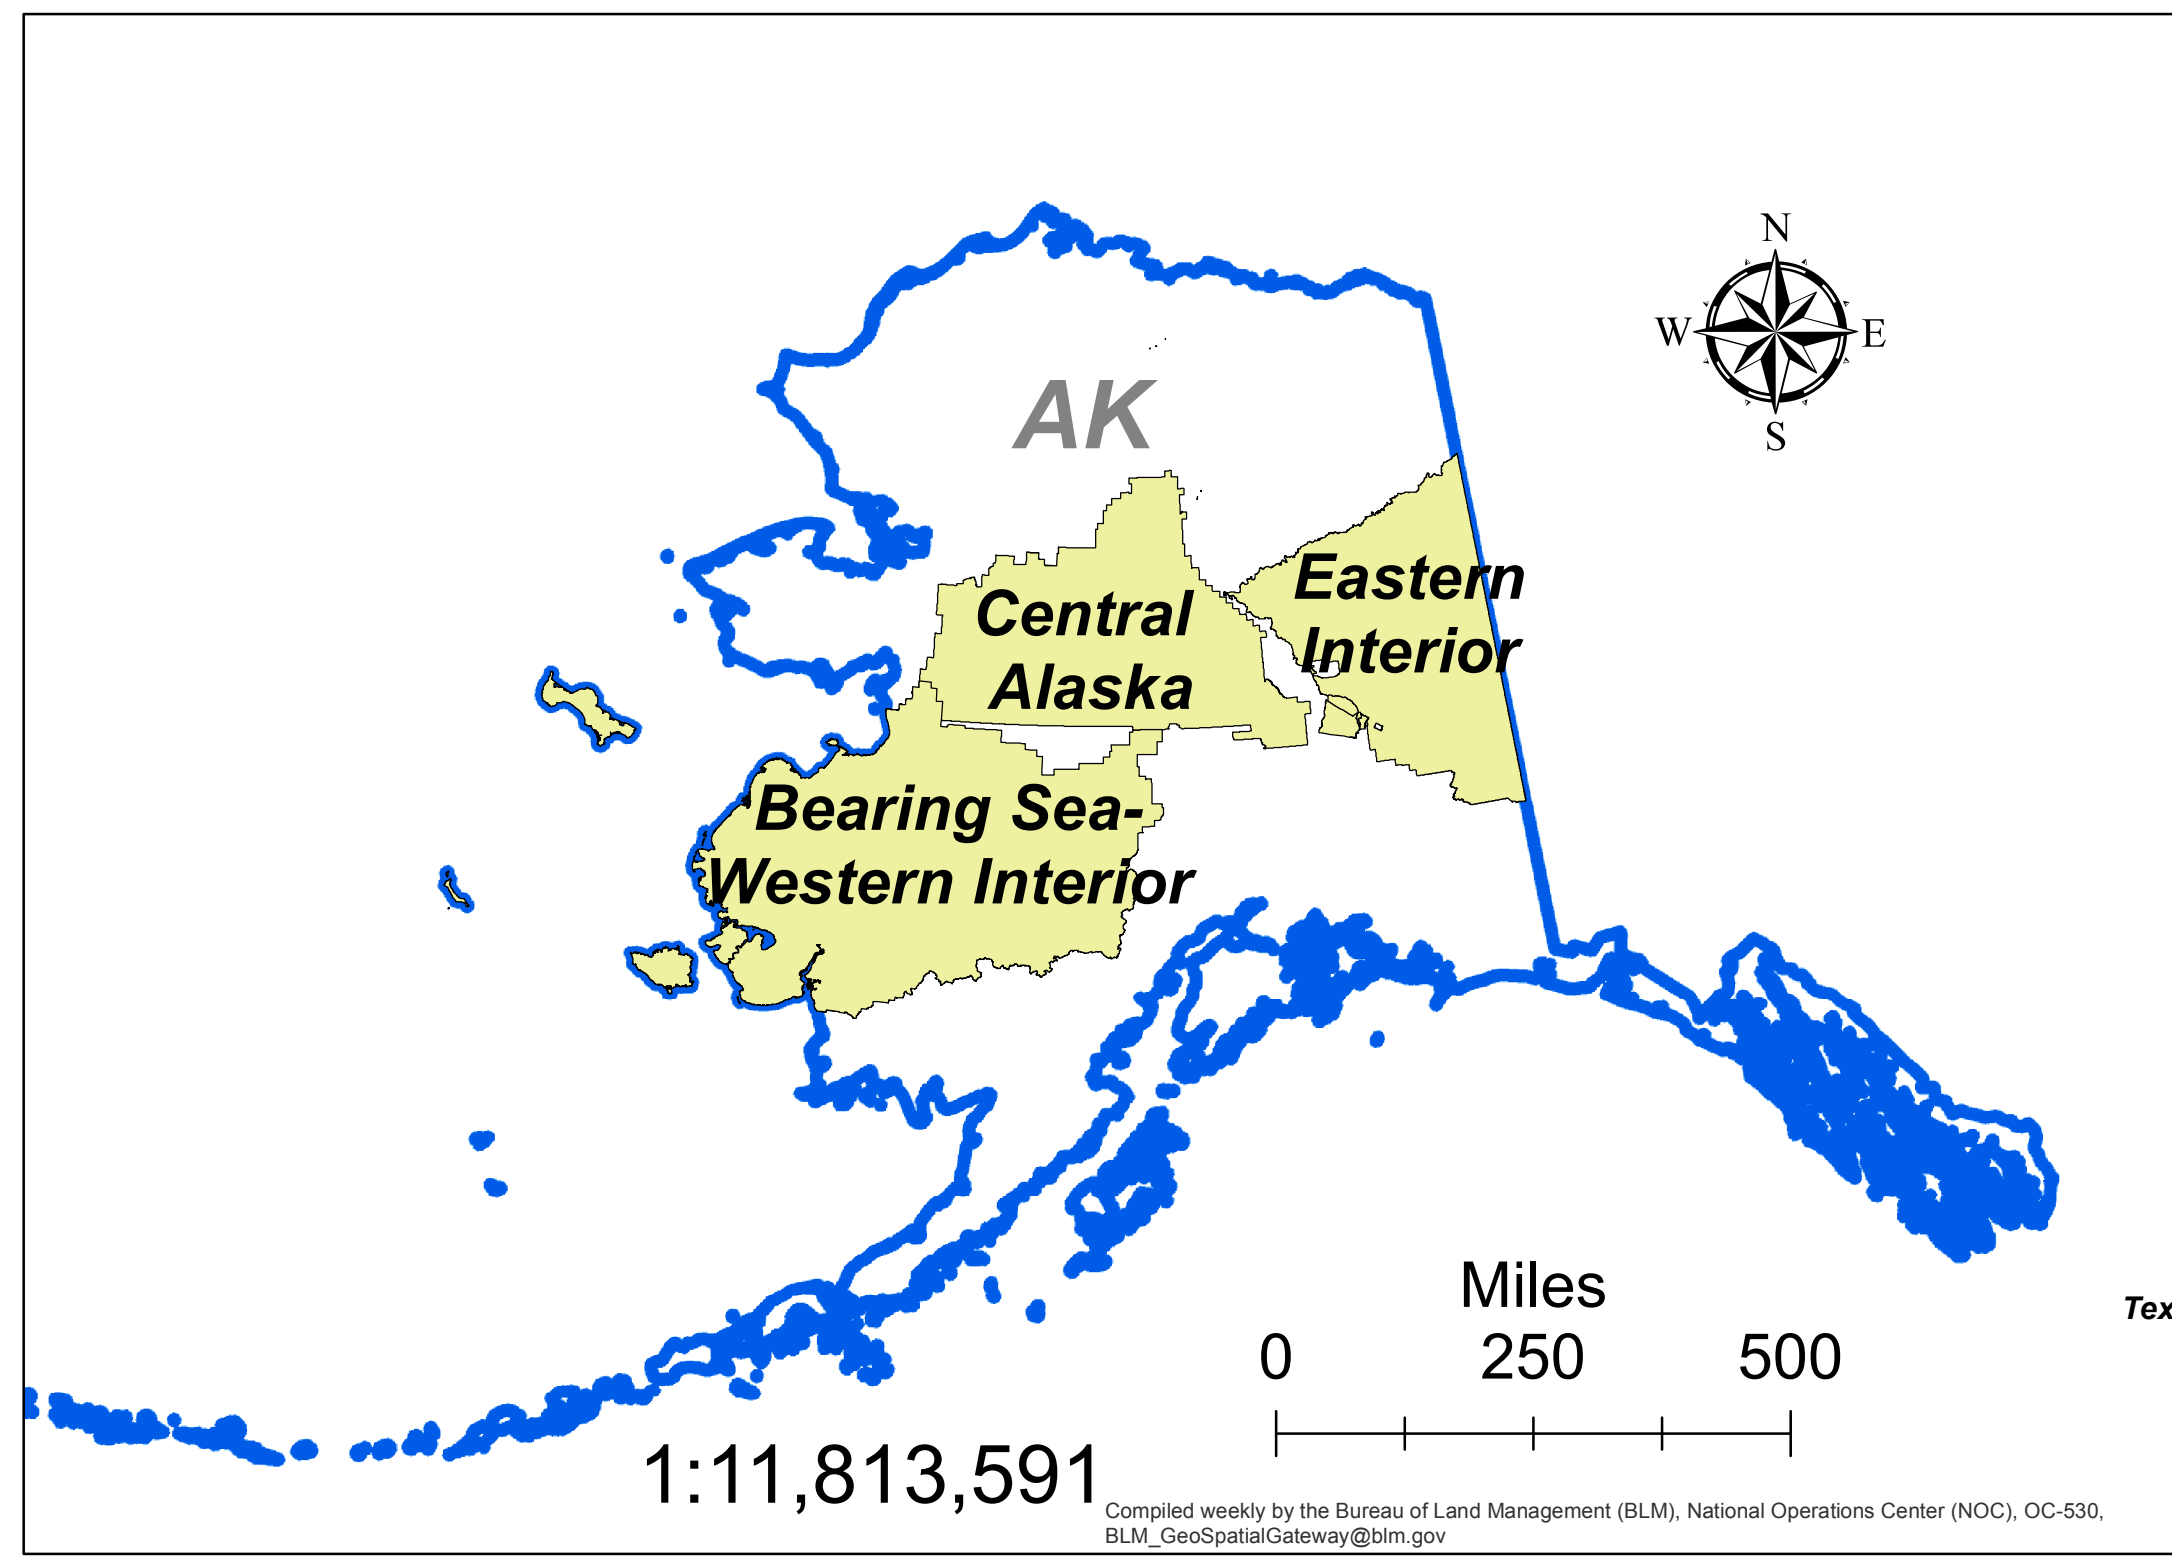 N
W E
S
AK
Eastern
Interior
Central
Alaska
Bearing Sea-
Western Interior
Miles
0 250 500
Tex
1:11,813,591
Compiled weekly by the Bureau of Land Management (BLM), National Operations Center (NOC), OC-530,
BLM_GeoSpatialGateway@blm.gov